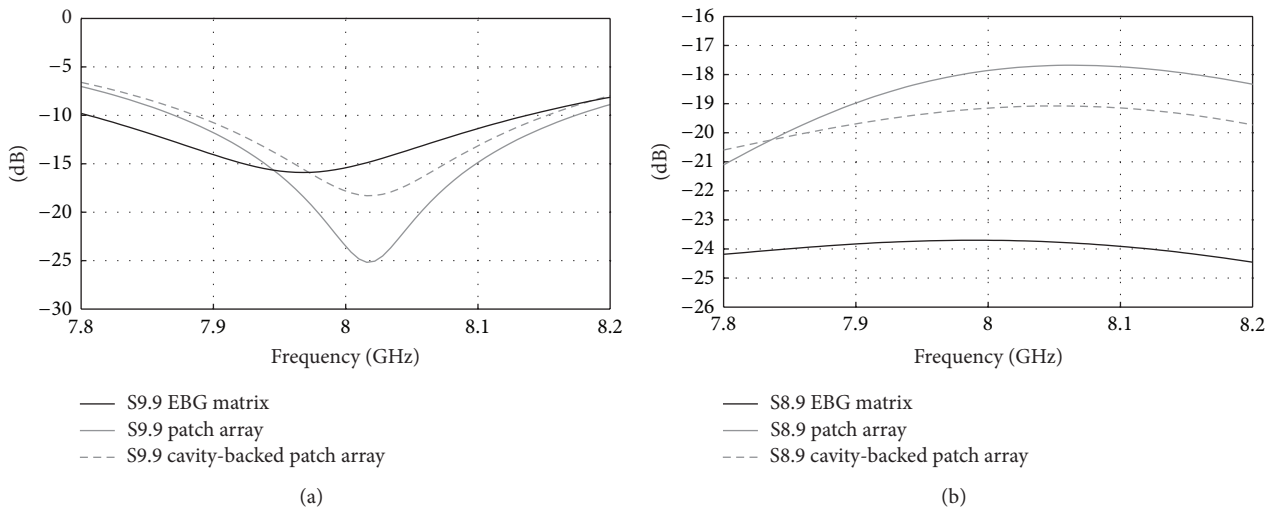 0
−5
−10
−15
−20
−25
−30
(dB)
7.8 7.9 8 8.1 8.2
Frequency (GHz)
S9.9 EBG matrix
S9.9 patch array
S9.9 cavity-backed patch array
(a)
−16
−17
−18
−19
−20
−21
−22
−23
−24
−25
−26
(dB)
7.8 7.9 8 8.1 8.2
Frequency (GHz)
S8.9 EBG matrix
S8.9 patch array
S8.9 cavity-backed patch array
(b)